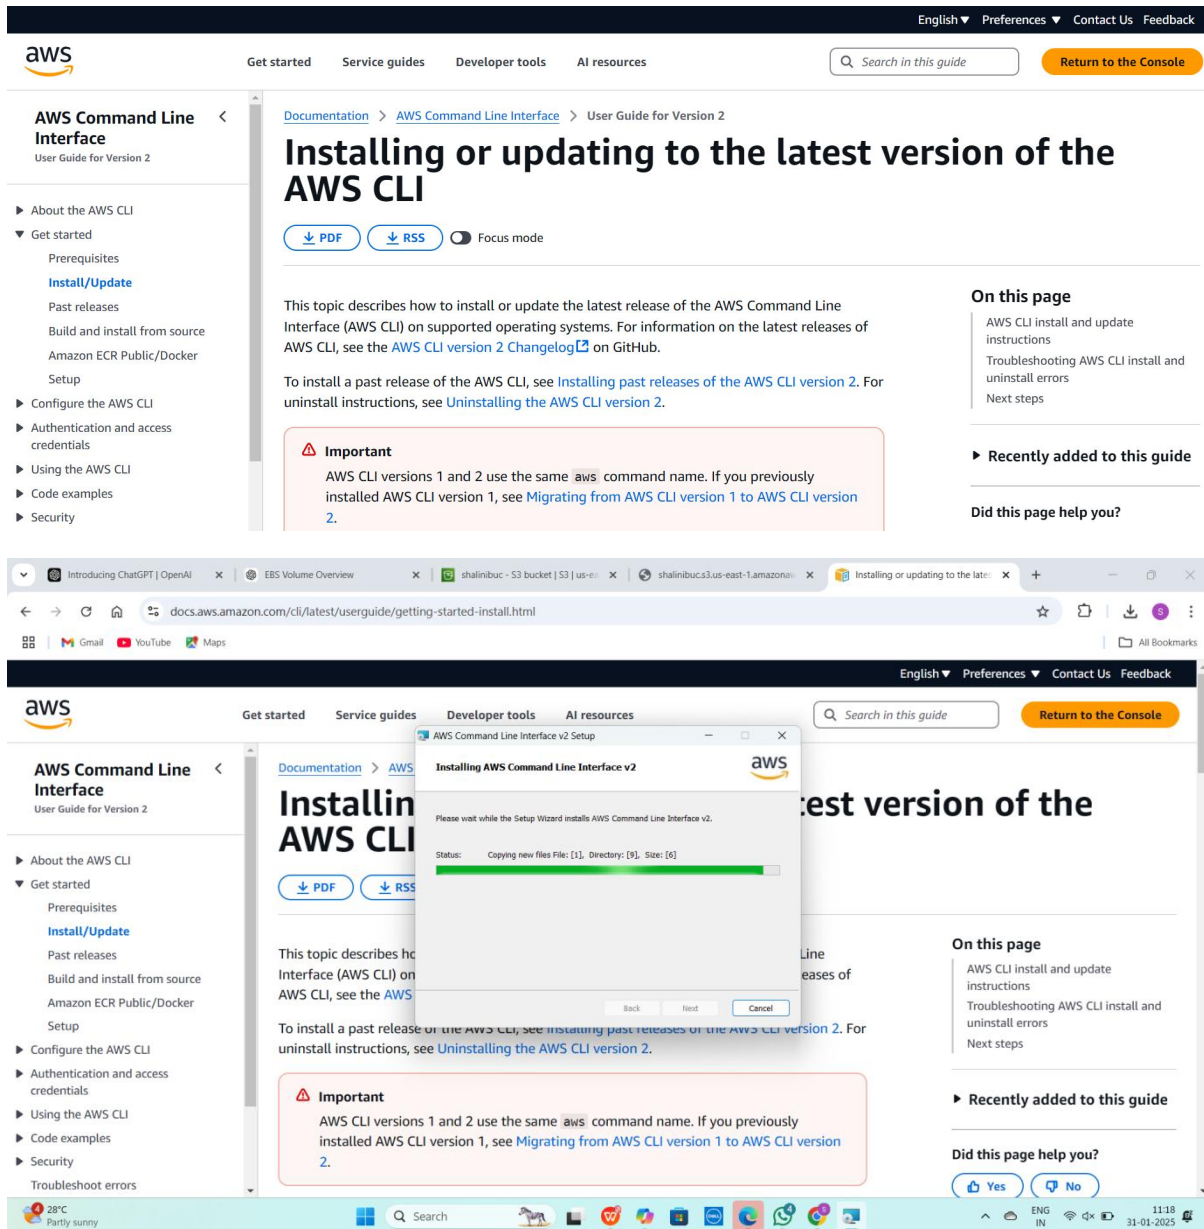 English Preferences Contact Us Feedback
aws
Get started Service guides Developer tools AI resources
Search in this guide
Return to the Console
AWS Command Line
Interface
User Guide for Version 2
About the AWS CLI
Get started
Prerequisites
Install/Update
Past releases
Build and install from source
Amazon ECR Public/Docker
Setup
Configure the AWS CLI
Authentication and access
credentials
Using the AWS CLI
Code examples
Security
Documentation > AWS Command Line Interface > User Guide for Version 2
Installing or updating to the latest version of the
AWS CLI
PDF RSS Focus mode
This topic describes how to install or update the latest release of the AWS Command Line
Interface (AWS CLI) on supported operating systems. For information on the latest releases of
AWS CLI, see the AWS CLI version 2 Changelog on GitHub.
To install a past release of the AWS CLI, see Installing past releases of the AWS CLI version 2. For
uninstall instructions, see Uninstalling the AWS CLI version 2.
Important
AWS CLI versions 1 and 2 use the same aws command name. If you previously
installed AWS CLI version 1, see Migrating from AWS CLI version 1 to AWS CLI version
2.
On this page
AWS CLI install and update
instructions
Troubleshooting AWS CLI install and
uninstall errors
Next steps
Recently added to this guide
Did this page help you?
Introducing ChatGPT | OpenAI
EBS Volume Overview
shalinibuc - S3 bucket | S3 | us-ea
shalinibuc.s3.us-east-1.amazonaw
Installing or updating to the late
docs.aws.amazon.com/cli/latest/userguide/getting-started-install.html
S
Gmail YouTube Maps
All Bookmarks
English Preferences Contact Us Feedback
aws
Get started Service guides Developer tools AI resources
Search in this guide
Return to the Console
AWS Command Line
Interface
User Guide for Version 2
About the AWS CLI
Get started
Prerequisites
Install/Update
Past releases
Build and install from source
Amazon ECR Public/Docker
Setup
Configure the AWS CLI
Authentication and access
credentials
Using the AWS CLI
Code examples
Security
Troubleshoot errors
Documentation > AWS
Installin test version of the
AWS CLI
PDF RSS
This topic describes ho Line
Interface (AWS CLI) on eases of
AWS CLI, see the AWS
To install a past release of the AWS CLI, see Installing past releases of the AWS CLI version 2. For
uninstall instructions, see Uninstalling the AWS CLI version 2.
Important
AWS CLI versions 1 and 2 use the same aws command name. If you previously
installed AWS CLI version 1, see Migrating from AWS CLI version 1 to AWS CLI version
2.
AWS Command Line Interface v2 Setup
Installing AWS Command Line Interface v2
aws
Please wait while the Setup Wizard installs AWS Command Line Interface v2.
Status: Copying new files File: [1], Directory: [9], Size: [6]
Back Next Cancel
On this page
AWS CLI install and update
instructions
Troubleshooting AWS CLI install and
uninstall errors
Next steps
Recently added to this guide
Did this page help you?
Yes No
28°C
Partly sunny
Search
ENG
IN
11:18
31-01-2025